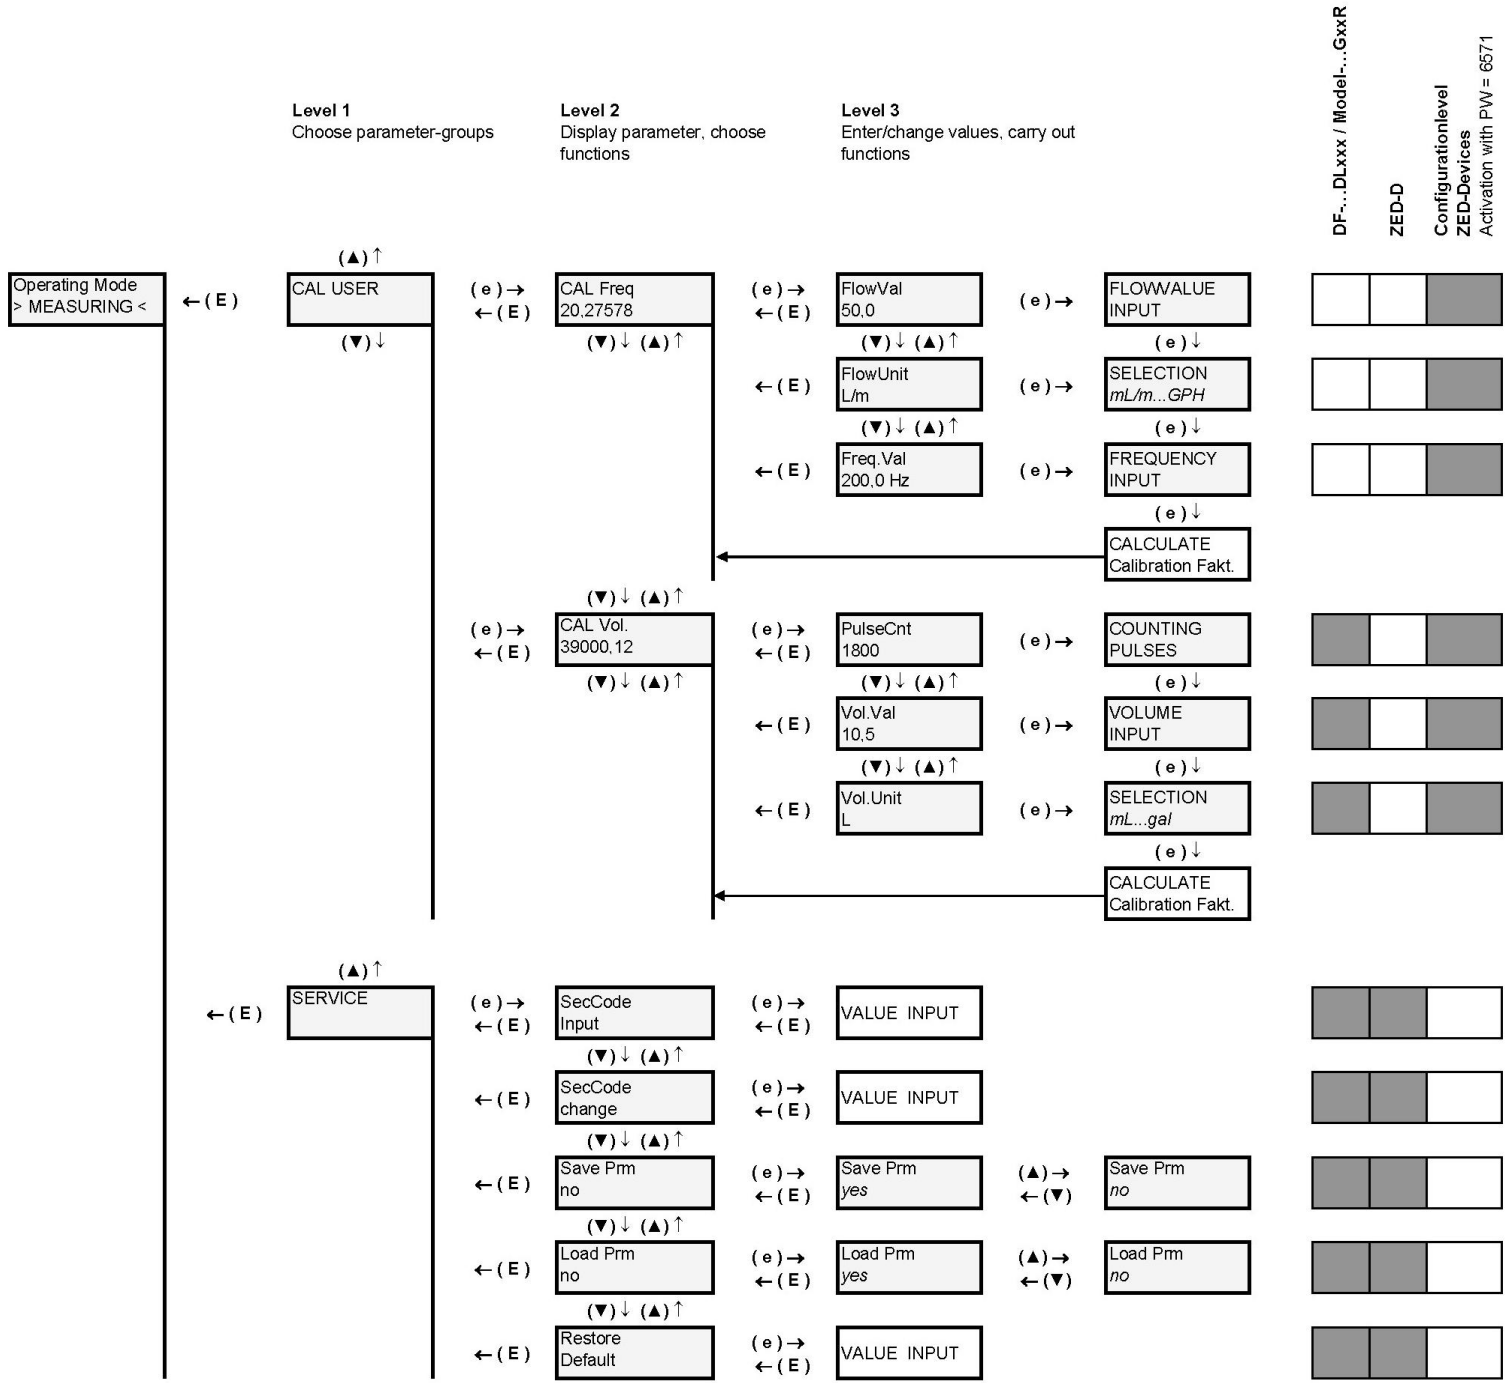 Level 1
Choose parameter-groups
Level 2
Display parameter, choose
functions
Level 3
Enter/change values, carry out
functions
DF-...DLxxx / Model-...GxxR
ZED-D
Configurationlevel
ZED-Devices
Activation with PW = 6571
(▲)↑
Operating Mode
> MEASURING <
←(E)
CAL USER
(e)→
←(E)
CAL Freq
20,27578
(e)→
←(E)
FlowVal
50,0
(e)→
FLOWVALUE
INPUT
(▼)↓
(▼)↓ (▲)↑
(▼)↓ (▲)↑
(e)↓
←(E)
FlowUnit
L/m
(e)→
SELECTION
mL/m...GPH
(▼)↓ (▲)↑
(e)↓
←(E)
Freq.Val
200,0 Hz
(e)→
FREQUENCY
INPUT
(e)↓
CALCULATE
Calibration Fakt.
(▼)↓ (▲)↑
(e)→
←(E)
CAL Vol.
39000,12
(e)→
←(E)
PulseCnt
1800
(e)→
COUNTING
PULSES
(▼)↓ (▲)↑
(▼)↓ (▲)↑
(e)↓
←(E)
Vol.Val
10,5
(e)→
VOLUME
INPUT
(▼)↓ (▲)↑
(e)↓
←(E)
Vol.Unit
L
(e)→
SELECTION
mL...gal
(e)↓
CALCULATE
Calibration Fakt.
(▲)↑
←(E)
SERVICE
(e)→
←(E)
SecCode
Input
(e)→
←(E)
VALUE INPUT
(▼)↓ (▲)↑
←(E)
SecCode
change
(e)→
←(E)
VALUE INPUT
(▼)↓ (▲)↑
←(E)
Save Prm
no
(e)→
←(E)
Save Prm
yes
(▲)→
←(▼)
Save Prm
no
(▼)↓ (▲)↑
←(E)
Load Prm
no
(e)→
←(E)
Load Prm
yes
(▲)→
←(▼)
Load Prm
no
(▼)↓ (▲)↑
←(E)
Restore
Default
(e)→
←(E)
VALUE INPUT